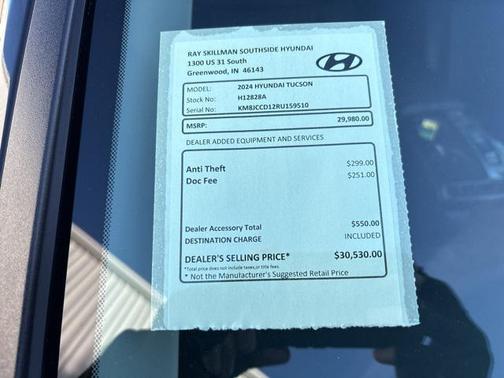 RAY SKILLMAN SOUTHSIDE HYUNDAI
1300 US 31 South
Greenwood, IN 46143
MODEL: 2024 HYUNDAI TUCSON
Stock No: H12828A
Serial No: KM8JCCD12RU159510
MSRP: 29,980.00
DEALER ADDED EQUIPMENT AND SERVICES
Anti Theft $299.00
Doc Fee $251.00
Dealer Accessory Total $550.00
DESTINATION CHARGE INCLUDED
DEALER'S SELLING PRICE* $30,530.00
*Total price does not include taxes,or title fees.
* Not the Manufacturer's Suggested Retail Price